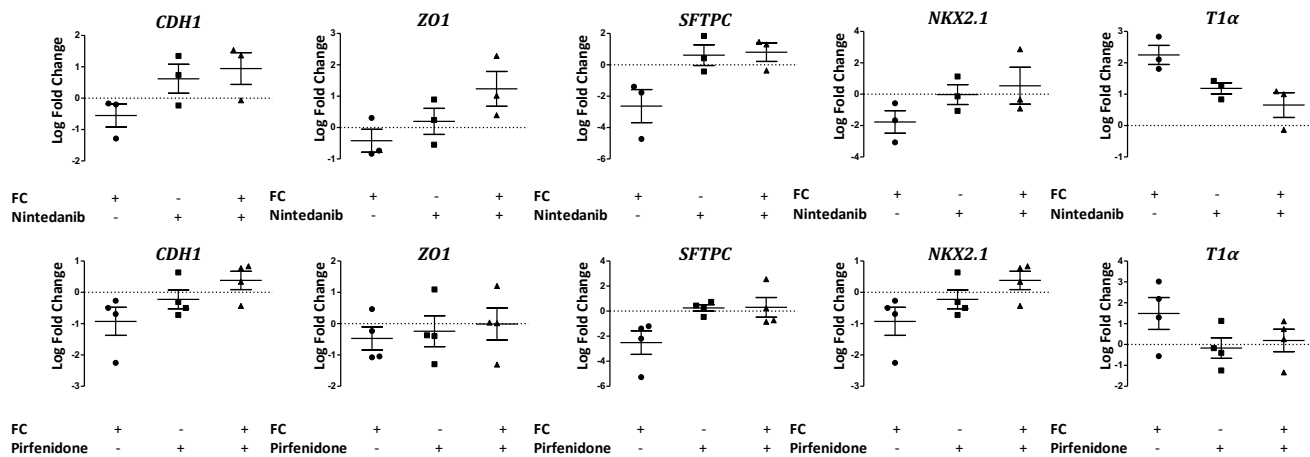 CDH1 ZO1 SFTPC NKX2.1 T1α
Log Fold Change Log Fold Change Log Fold Change Log Fold Change Log Fold Change
2 3 4 4 3
1 2 2 2 2
0 1 0 0 1
-1 0 -2 -2 0
-2 -1 -4 -4 1
-6
FC + - + FC + - + FC + - + FC + - + FC + - +
Nintedanib - + + Nintedanib - + + Nintedanib - + + Nintedanib - + + Nintedanib - + +
CDH1 ZO1 SFTPC NKX2.1 T1α
Log Fold Change Log Fold Change Log Fold Change Log Fold Change Log Fold Change
1 2 4 1 4
0 1 2 0 3
-1 0 0 -1 2
-2 -1 -2 -2 1
-3 2 -4 -3 0
6 -1
2
FC + - + FC + - + FC + - + FC + - + FC + - +
Pirfenidone - + + Pirfenidone - + + Pirfenidone - + + Pirfenidone - + + Pirfenidone - + +